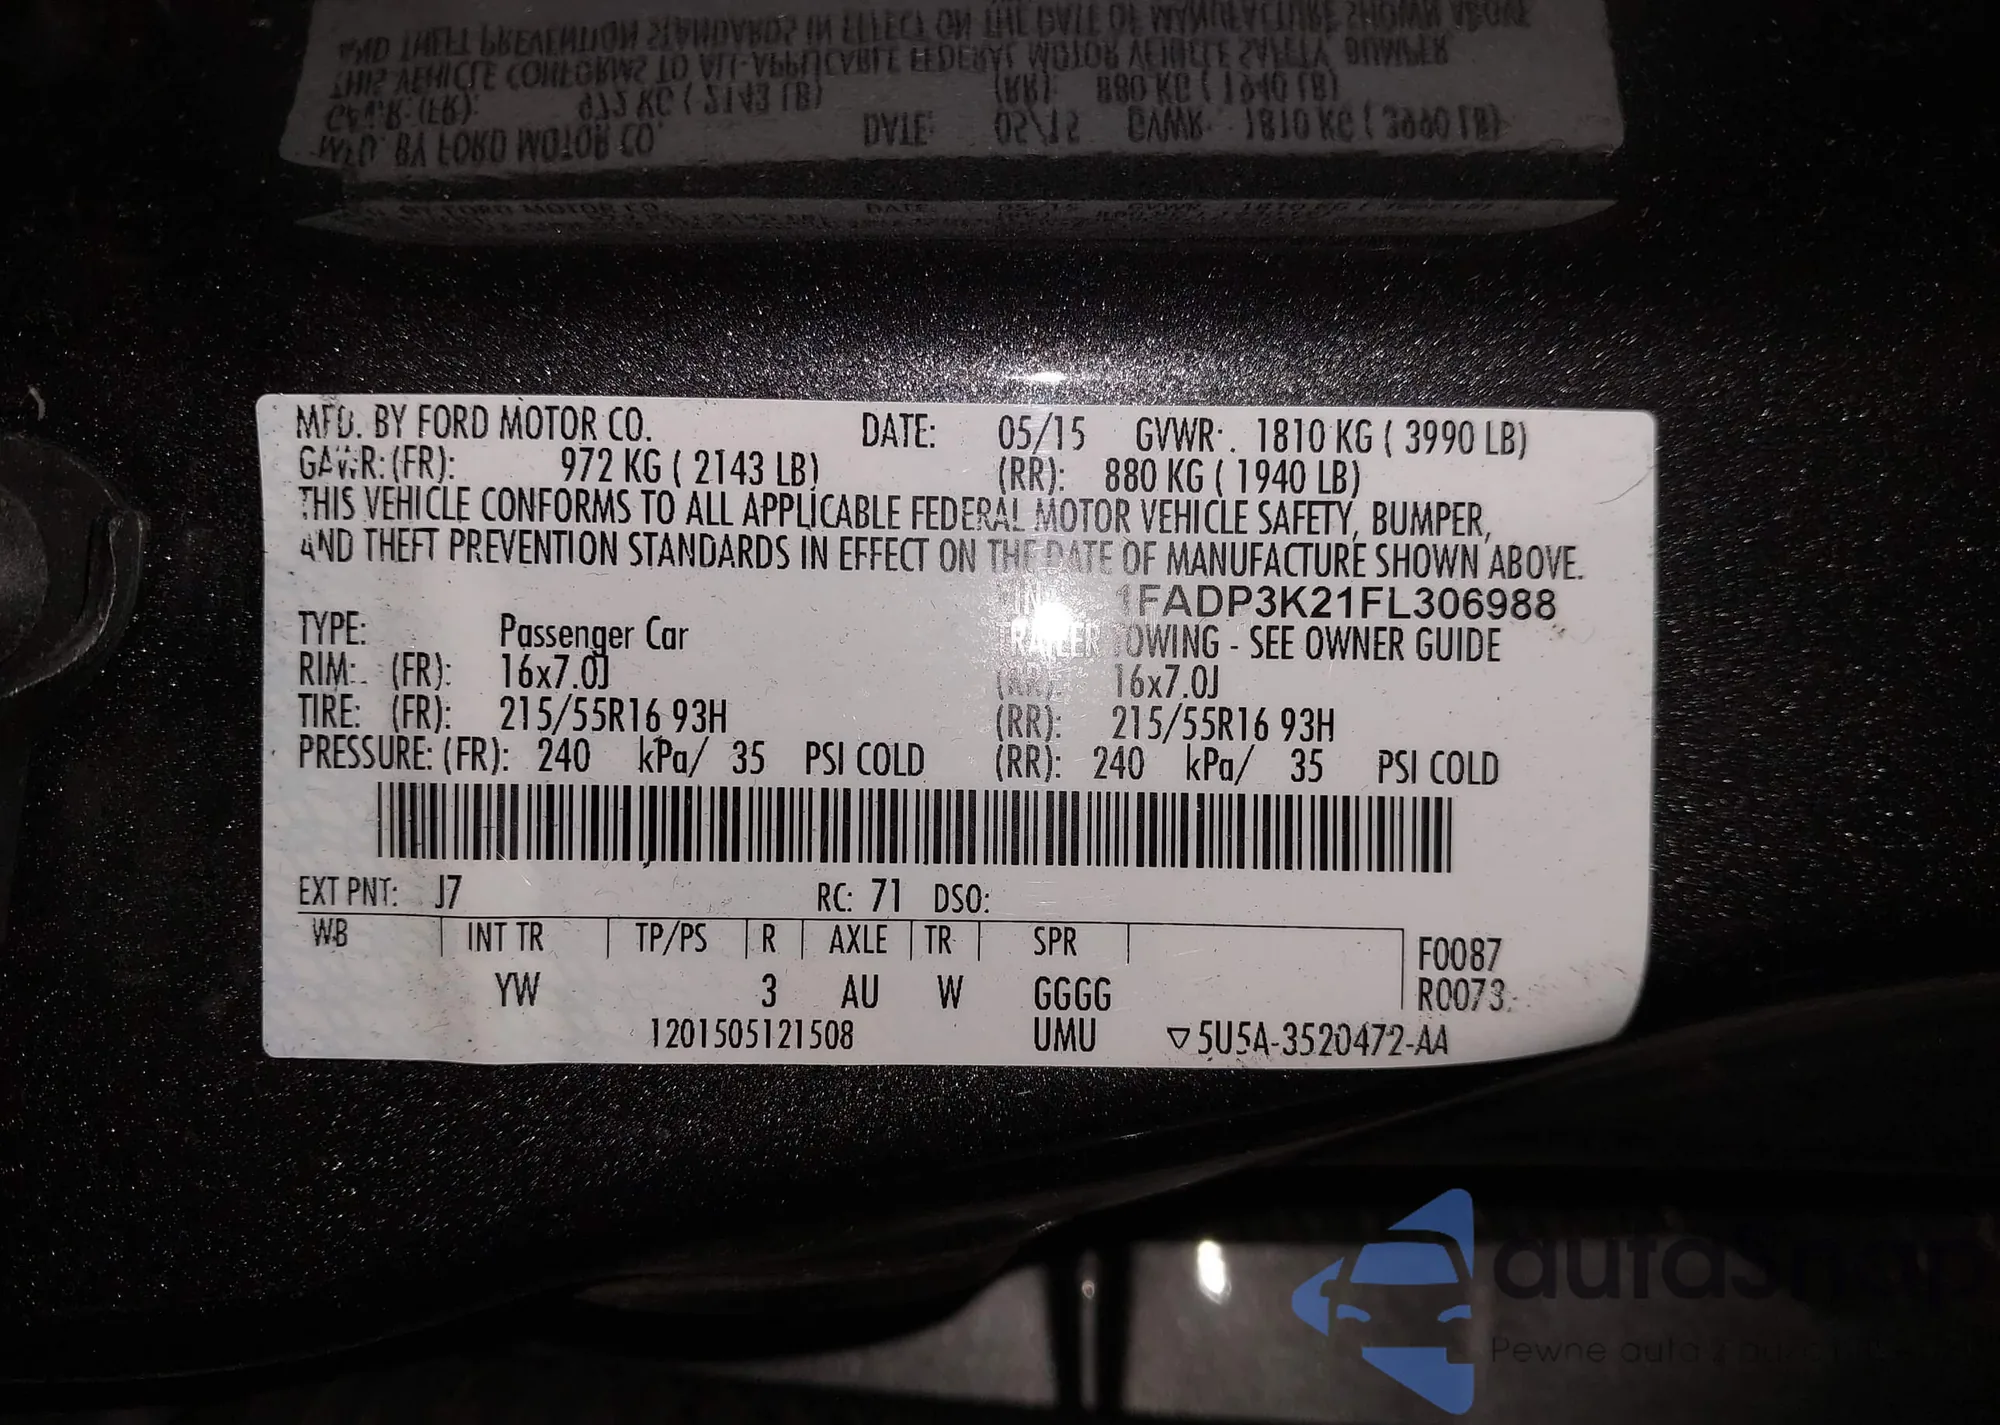 MFD. BY FORD MOTOR CO. DATE: 05/15 GVWR: 1810 KG ( 3990 LB)
GAWR: (FR): 972 KG ( 2143 LB) (RR): 880 KG ( 1940 LB)
THIS VEHICLE CONFORMS TO ALL APPLICABLE FEDERAL MOTOR VEHICLE SAFETY, BUMPER,
AND THEFT PREVENTION STANDARDS IN EFFECT ON THE DATE OF MANUFACTURE SHOWN ABOVE.
1FADP3K21FL306988
TYPE: Passenger Car TRAILER TOWING - SEE OWNER GUIDE
RIM: (FR): 16x7.0J (RR): 16x7.0J
TIRE: (FR): 215/55R16 93H (RR): 215/55R16 93H
PRESSURE: (FR): 240 kPa/ 35 PSI COLD (RR): 240 kPa/ 35 PSI COLD
EXT PNT: J7 RC: 71 DSO:
WB INT TR TP/PS R AXLE TR SPR F0087
YW 3 AU W GGGG R0073
1201505121508 UMU ▽5U5A-3520472-AA
autaSnap
Pewne auta z